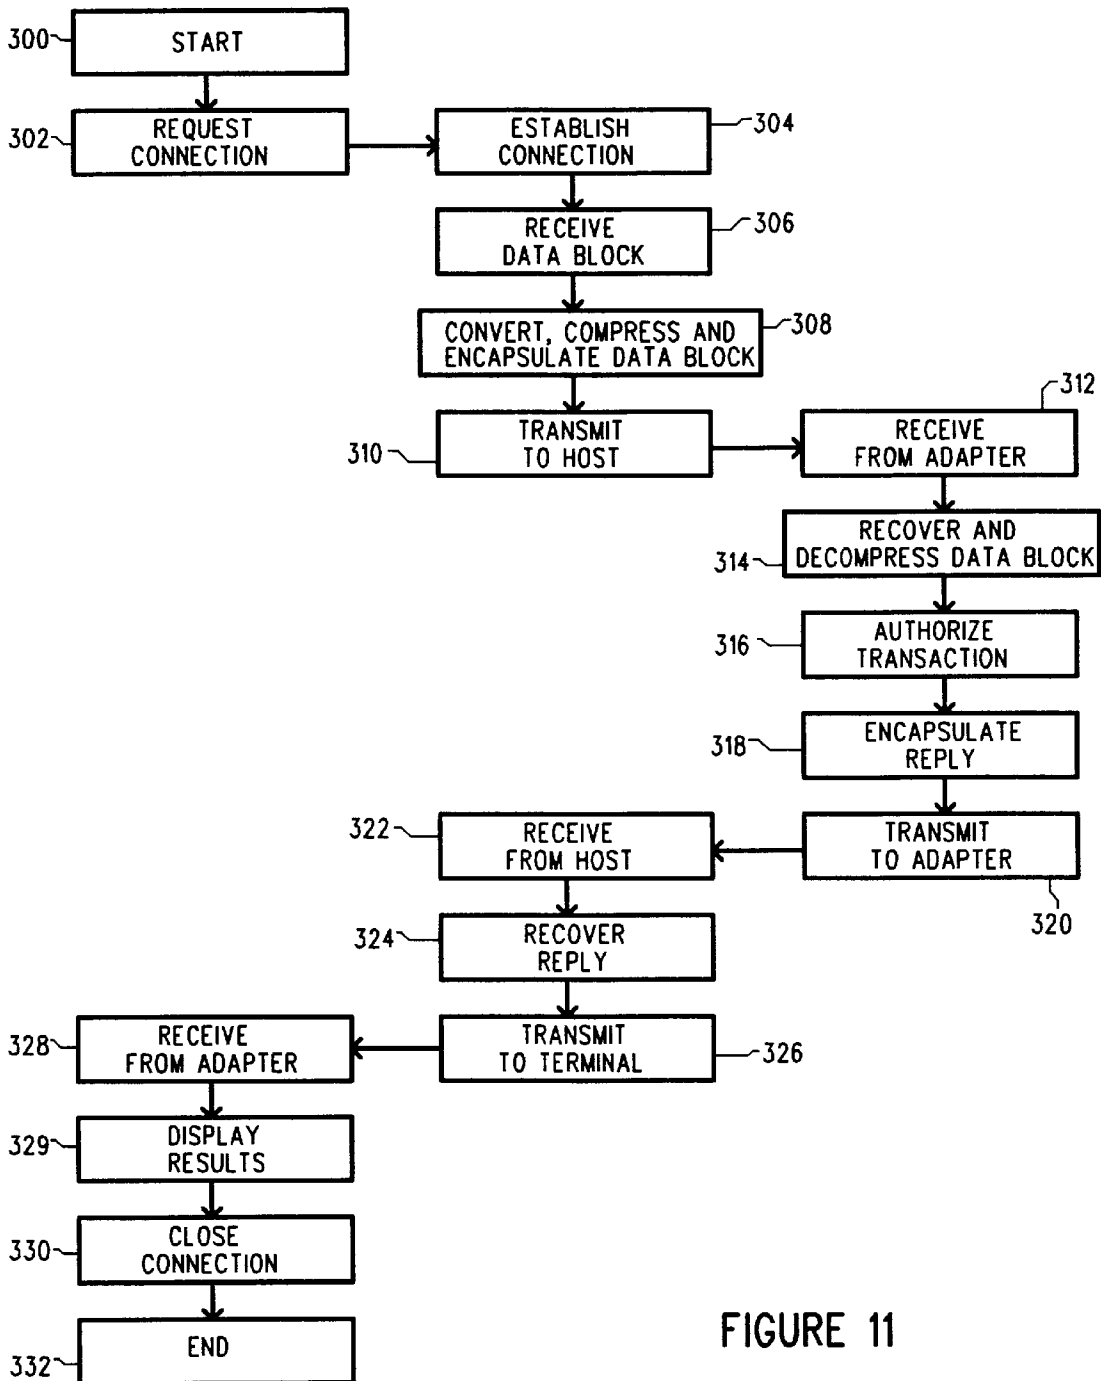 300
START
302
REQUEST
CONNECTION
ESTABLISH
CONNECTION
304
RECEIVE
DATA BLOCK
306
CONVERT, COMPRESS AND
ENCAPSULATE DATA BLOCK
308
310
TRANSMIT
TO HOST
312
RECEIVE
FROM ADAPTER
314
RECOVER AND
DECOMPRESS DATA BLOCK
316
AUTHORIZE
TRANSACTION
318
ENCAPSULATE
REPLY
TRANSMIT
TO ADAPTER
320
322
RECEIVE
FROM HOST
324
RECOVER
REPLY
TRANSMIT
TO TERMINAL
326
328
RECEIVE
FROM ADAPTER
329
DISPLAY
RESULTS
330
CLOSE
CONNECTION
332
END
FIGURE 11